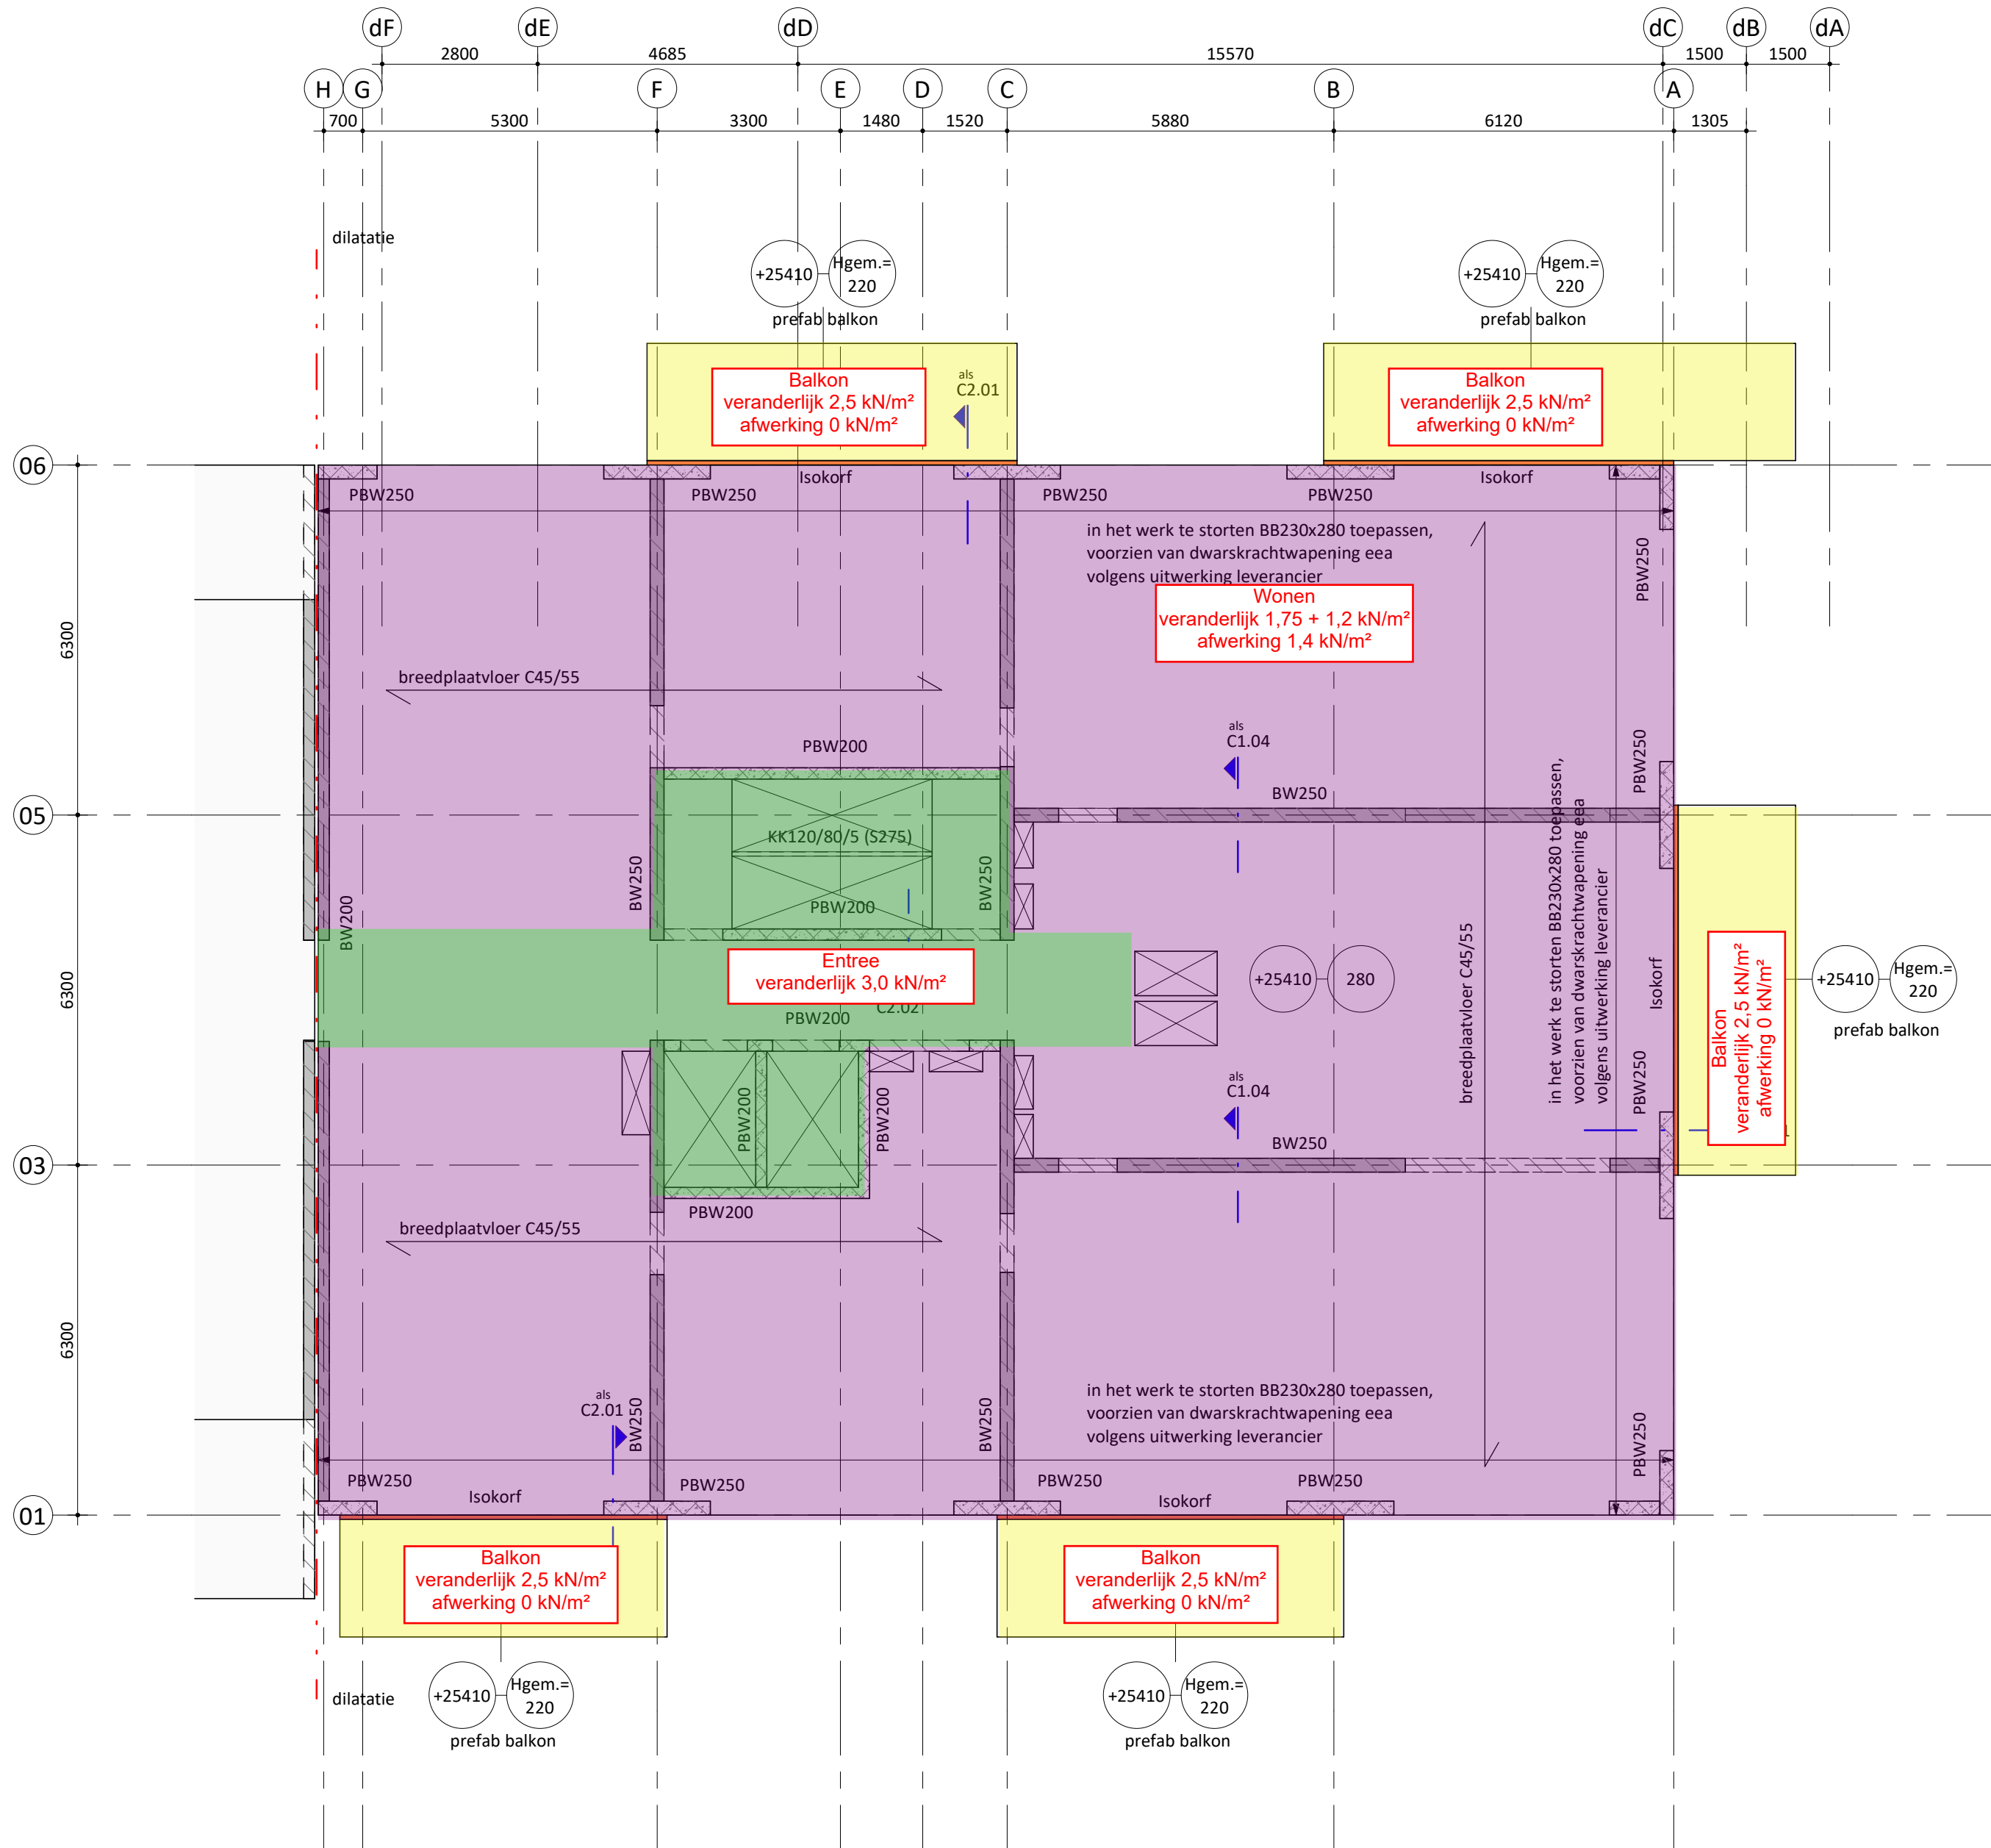 dF
dE
dD
dC
dB
dA
2800
4685
15570
1500
1500
H
G
F
E
D
C
B
A
700
5300
3300
1480
1520
5880
6120
1305
dilatatie
+25410
Hgem.=
220
prefab balkon
+25410
Hgem.=
220
prefab balkon
Balkon
veranderlijk 2,5 kN/m²
afwerking 0 kN/m²
als
C2.01
Balkon
veranderlijk 2,5 kN/m²
afwerking 0 kN/m²
06
Isokorf
Isokorf
PBW250
PBW250
PBW250
PBW250
in het werk te storten BB230x280 toepassen,
voorzien van dwarskrachtwapening eea
volgens uitwerking leverancier
PBW250
Wonen
veranderlijk 1,75 + 1,2 kN/m²
afwerking 1,4 kN/m²
6300
breedplaatvloer C45/55
PBW200
als
C1.04
PBW250
BW250
05
KK120/80/5 (S275)
BW250
BW250
PBW200
BW200
in het werk te storten BB230x280 toepassen,
voorzien van dwarskrachtwapening eea
volgens uitwerking leverancier
breedplaatvloer C45/55
Entree
veranderlijk 3,0 kN/m²
C2.02
PBW200
+25410
280
Isokorf
6300
Balkon
veranderlijk 2,5 kN/m²
afwerking 0 kN/m²
+25410
Hgem.=
220
prefab balkon
PBW200
PBW200
als
C1.04
PBW250
BW250
03
PBW200
breedplaatvloer C45/55
6300
als
C2.01
BW250
BW250
in het werk te storten BB230x280 toepassen,
voorzien van dwarskrachtwapening eea
volgens uitwerking leverancier
PBW250
PBW250
PBW250
PBW250
PBW250
Isokorf
Isokorf
01
Balkon
veranderlijk 2,5 kN/m²
afwerking 0 kN/m²
Balkon
veranderlijk 2,5 kN/m²
afwerking 0 kN/m²
dilatatie
+25410
Hgem.=
220
prefab balkon
+25410
Hgem.=
220
prefab balkon